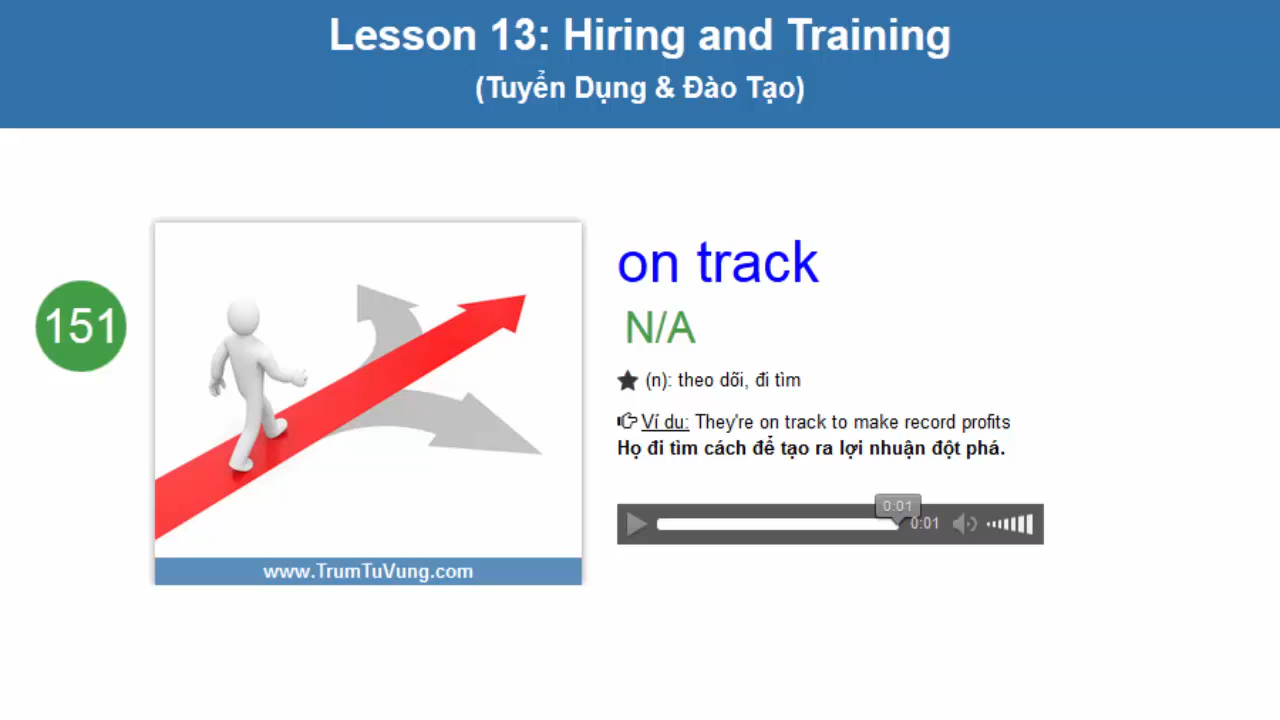 Lesson 13: Hiring and Training
(Tuyển Dụng & Đào Tạo)
151
on track
N/A
(n): theo dõi, đi tìm
Ví dụ: They're on track to make record profits
Họ đi tìm cách để tạo ra lợi nhuận đột phá.
0:01
0:01
www.TrumTuVung.com